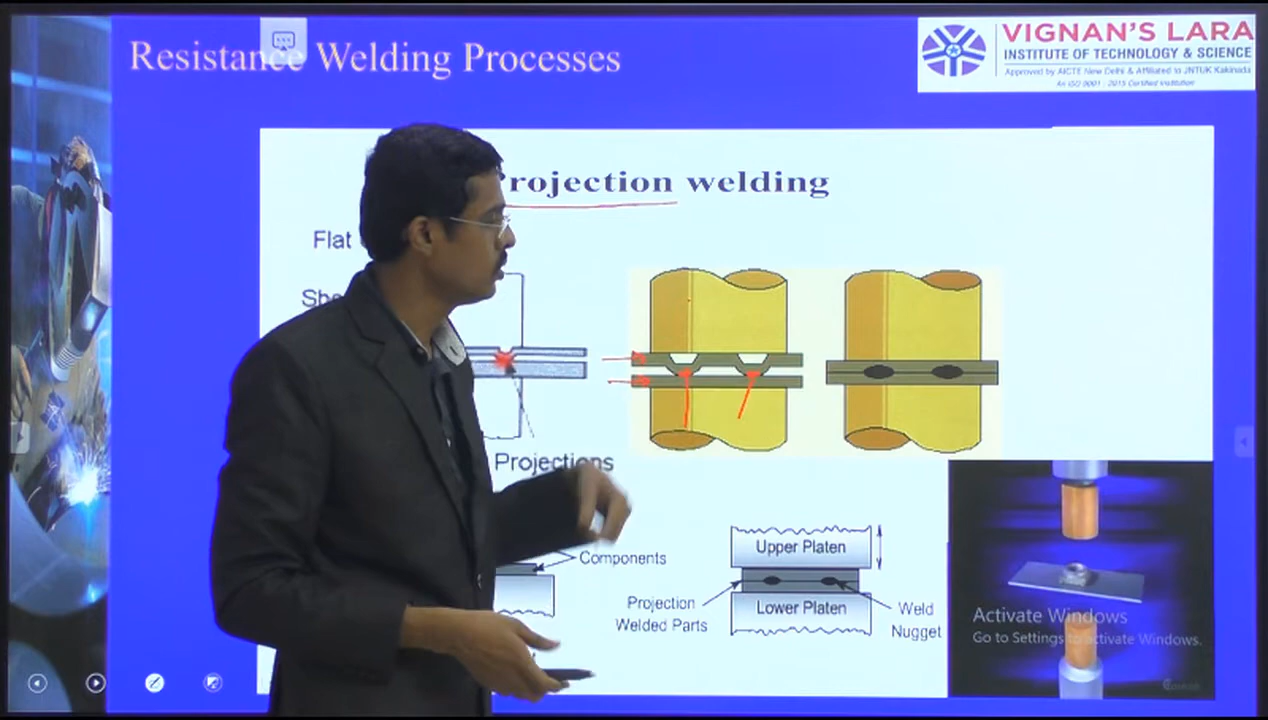 Resistance Welding Processes
VIGNAN'S LARA
INSTITUTE OF TECHNOLOGY & SCIENCE
Approved by AICTE New Delhi & Affiliated to JNTUK Kakinada
An ISO 9001 : 2015 Certified Institution
rojection welding
Flat
She
Projections
Components
Upper Platen
Projection
Welded Parts
Lower Platen
Weld
Nugget
Activate Windows
Go to Settings to activate Windows.